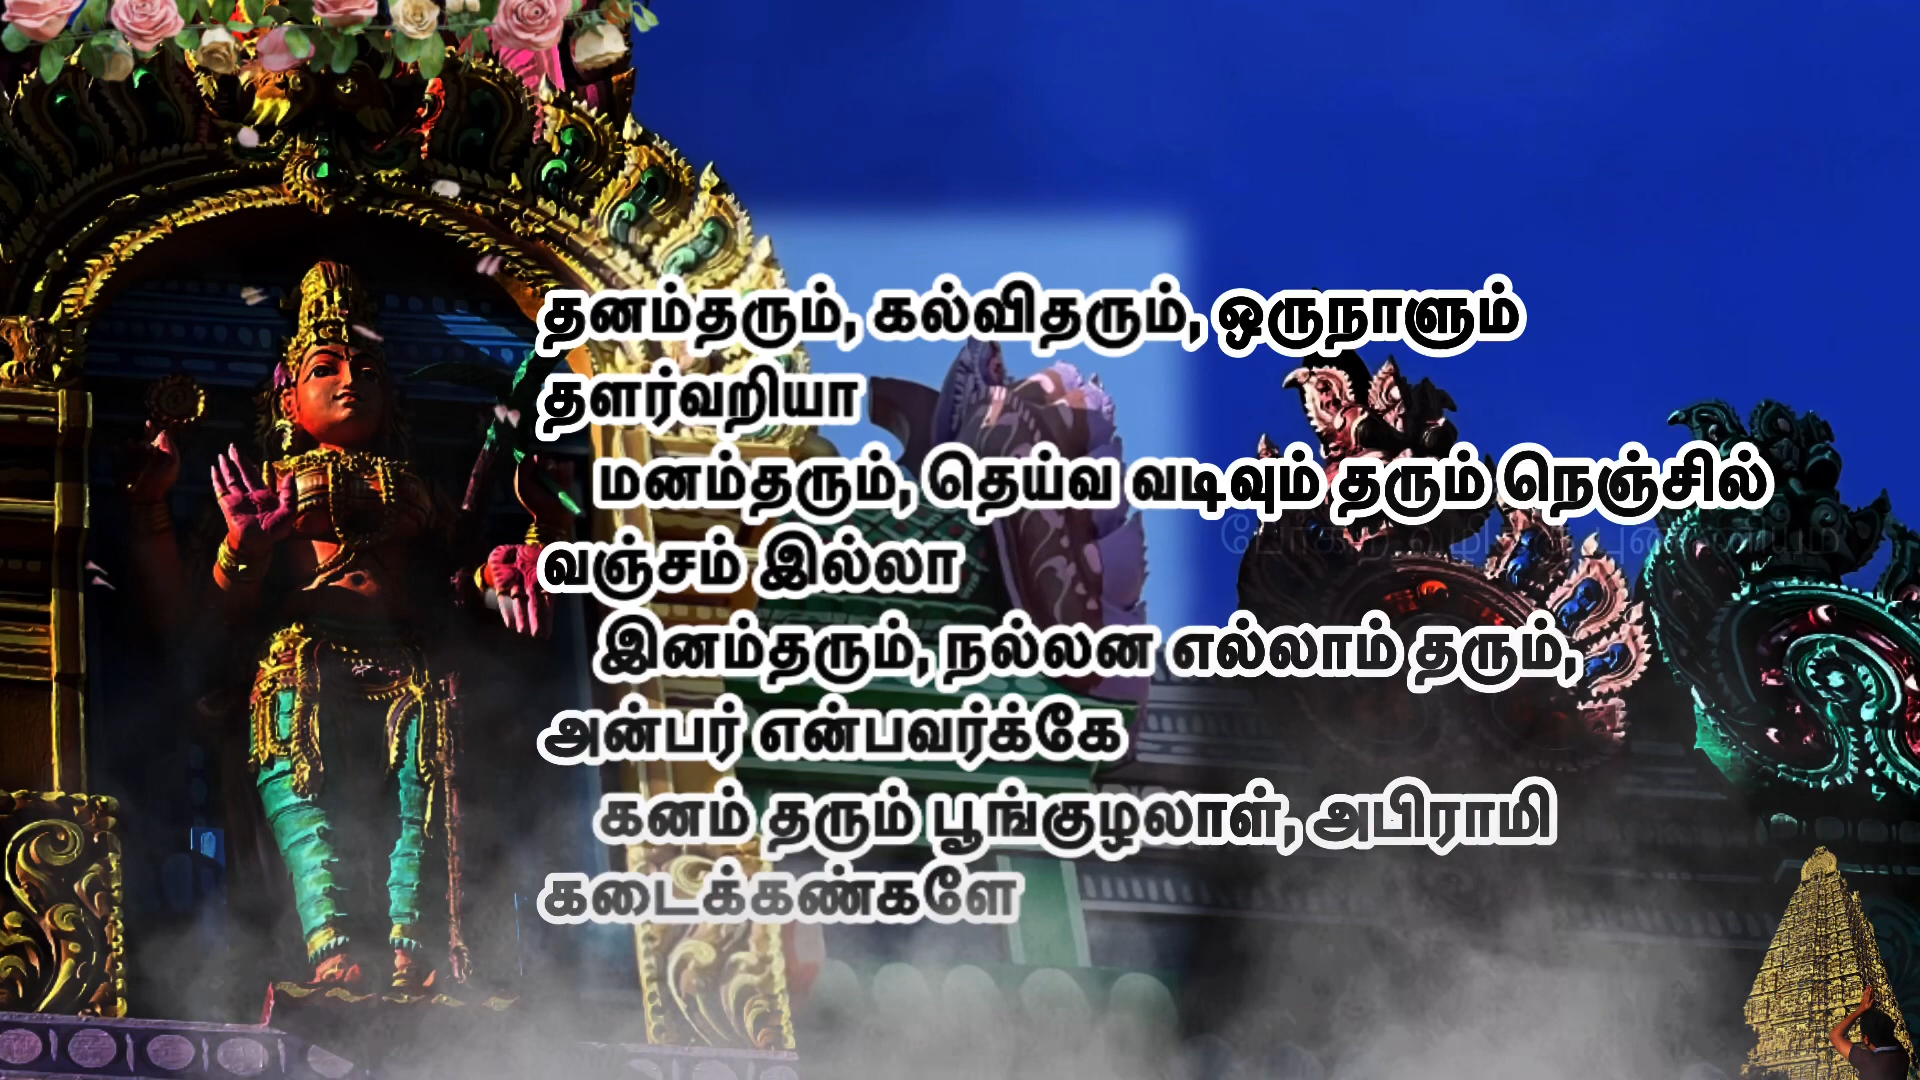 தனம்தரும், கல்விதரும், ஒருநாளும்
தளர்வறியா
மனம்தரும், தெய்வ வடிவும் தரும் நெஞ்சில்
வஞ்சம் இல்லா
இனம்தரும், நல்லன எல்லாம் தரும்,
அன்பர் என்பவர்க்கே
கனம் தரும் பூங்குழலாள், அபிராமி
கடைக்கண்களே